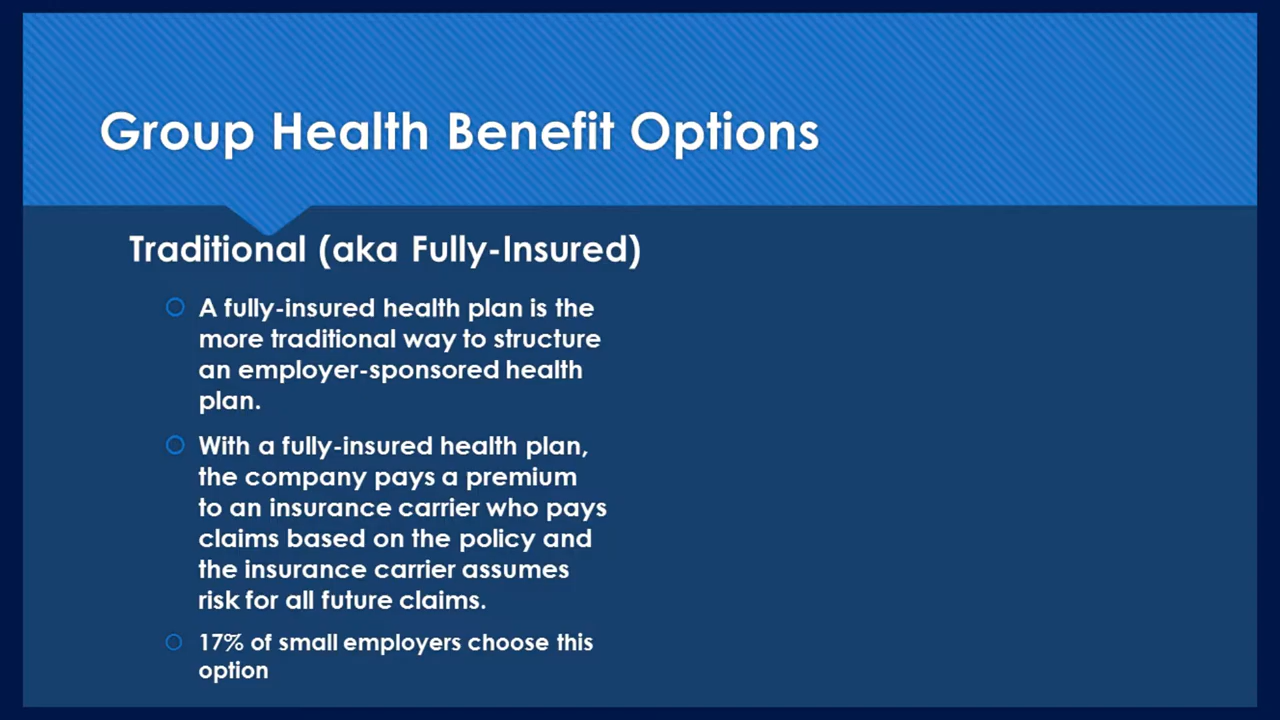 Group Health Benefit Options
Traditional (aka Fully-Insured)
A fully-insured health plan is the
more traditional way to structure
an employer-sponsored health
plan.
With a fully-insured health plan,
the company pays a premium
to an insurance carrier who pays
claims based on the policy and
the insurance carrier assumes
risk for all future claims.
17% of small employers choose this
option